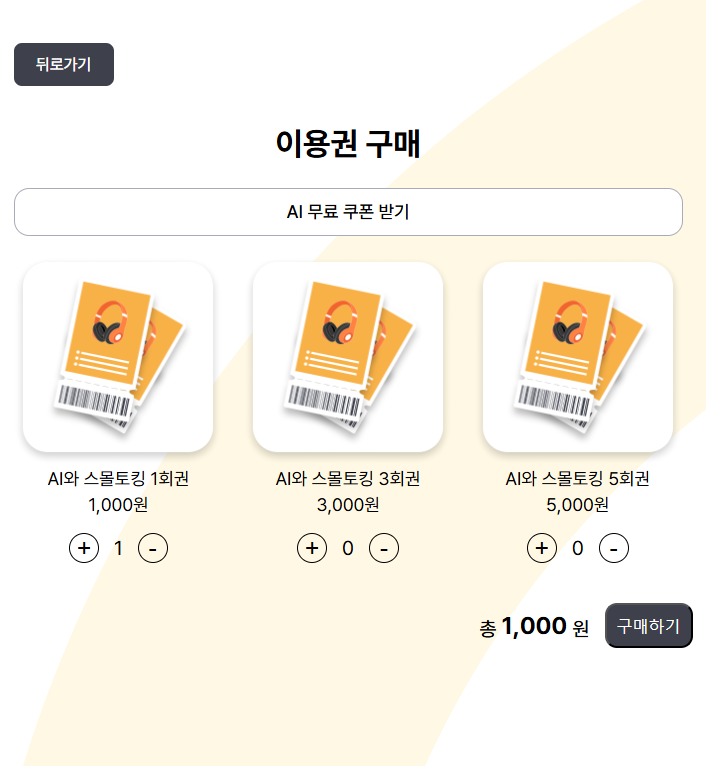 뒤로가기
이용권 구매
AI 무료 쿠폰 받기
AI와 스몰토킹 1회권
1,000원
+ 1 -
AI와 스몰토킹 3회권
3,000원
+ 0 -
AI와 스몰토킹 5회권
5,000원
+ 0 -
총 1,000 원
구매하기